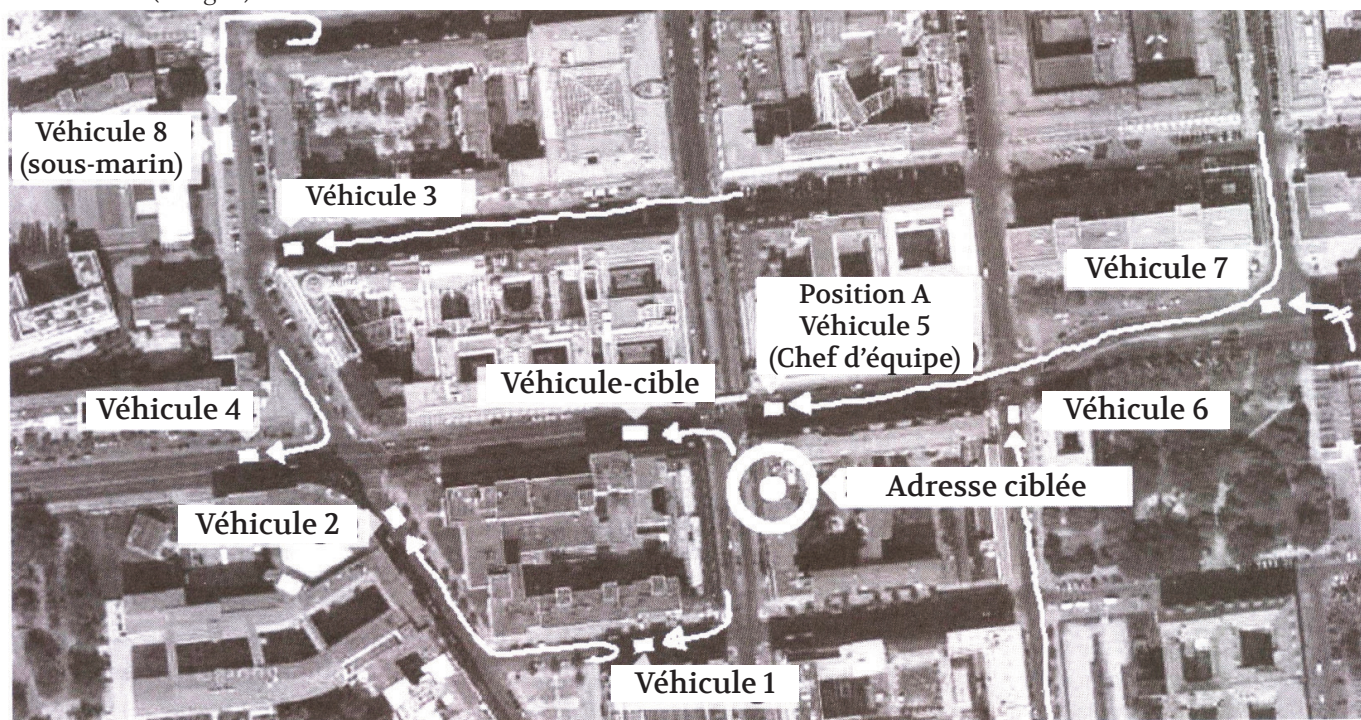 Véhicule 8
(sous-marin)
Véhicule 3
Véhicule 7
Position A
Véhicule 5
(Chef d’équipe)
Véhicule-cible
Véhicule 4
Véhicule 6
Adresse ciblée
Véhicule 2
Véhicule 1